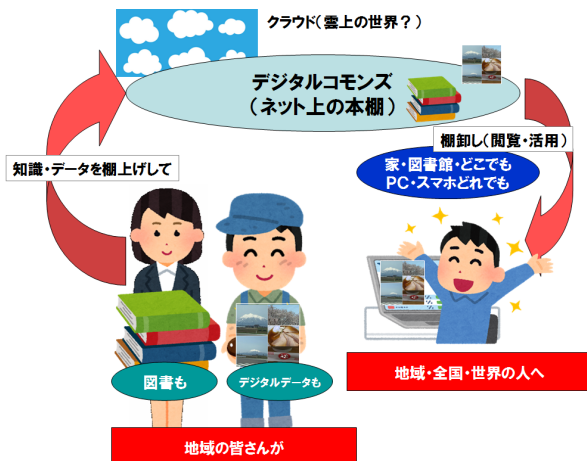 クラウド(雲上の世界?)
デジタルコモンズ
(ネット上の本棚)
棚卸し(閲覧・活用)
知識・データを棚上げして
家・図書館・どこでも
PC・スマホどれでも
図書も
デジタルデータも
地域・全国・世界の人へ
地域の皆さんが